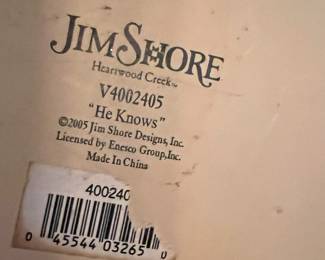 JIM SHORE
Heartwood Creek™
V4002405
"He Knows"
©2005 Jim Shore Designs, Inc.
Licensed by Enesco Group,Inc.
Made In China
400240
0 45544 03265 0